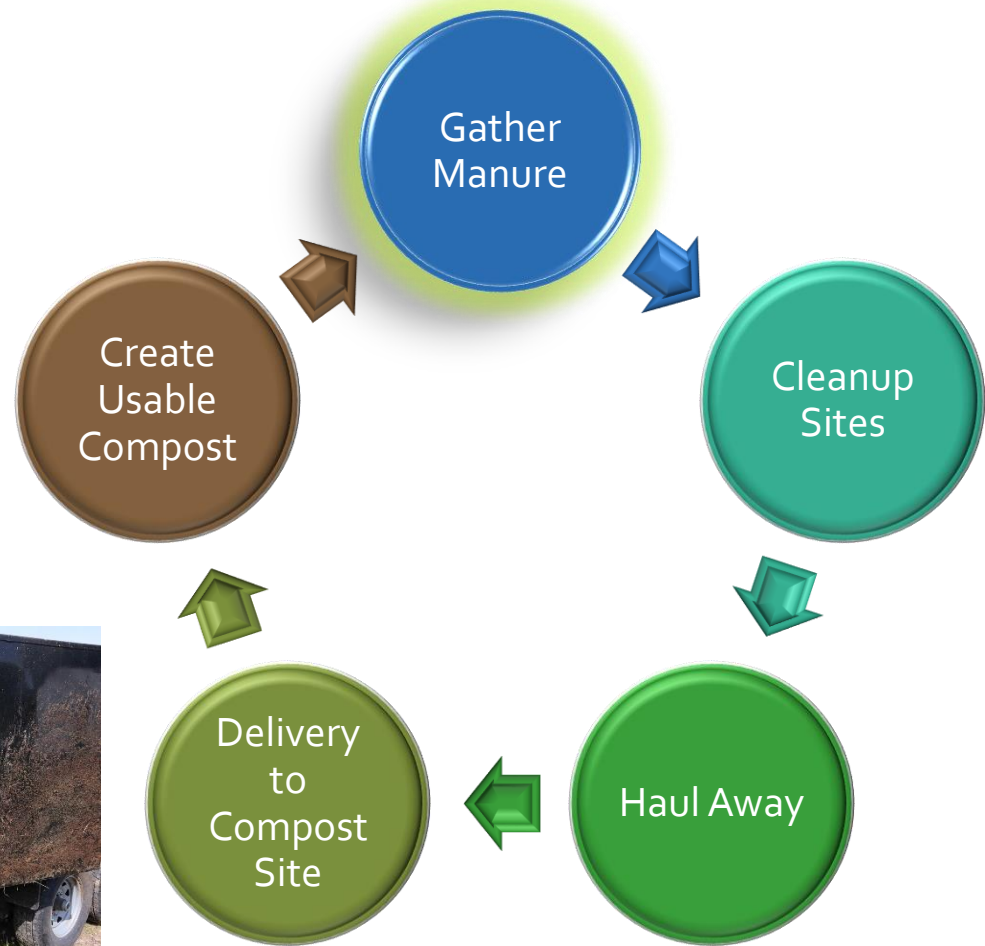 Gather
Manure
Cleanup
Sites
Haul Away
Delivery
to
Compost
Site
Create
Usable
Compost